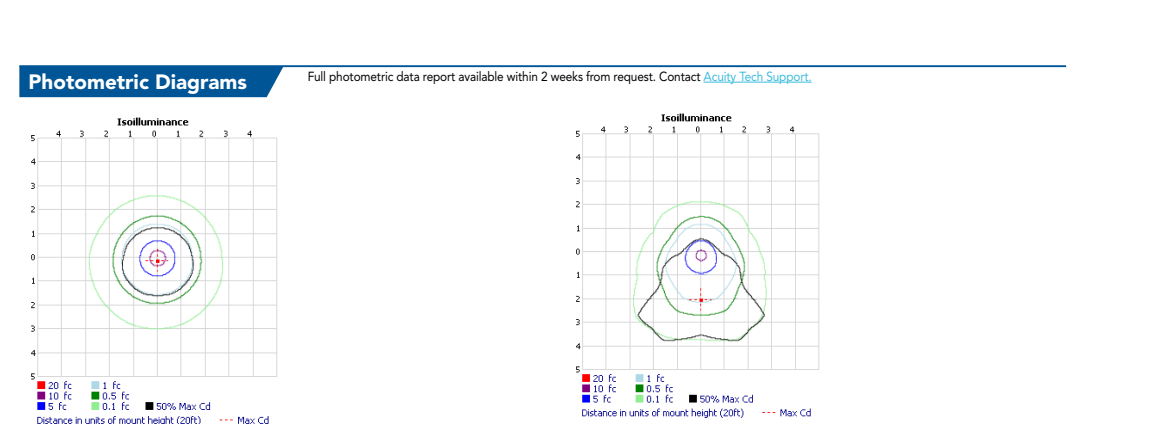 Photometric Diagrams
Full photometric data report available within 2 weeks from request. Contact Acuity Tech Support.
Isoilluminance
4 3 2 1 0 1 2 3 4
5
4
3
2
1
0
1
2
3
4
5
20 fc 1 fc
10 fc 0.5 fc
5 fc 0.1 fc 50% Max Cd
Distance in units of mount height (20ft) --- Max Cd
Isoilluminance
4 3 2 1 0 1 2 3 4
5
4
3
2
1
0
1
2
3
4
5
20 fc 1 fc
10 fc 0.5 fc
5 fc 0.1 fc 50% Max Cd
Distance in units of mount height (20ft) --- Max Cd